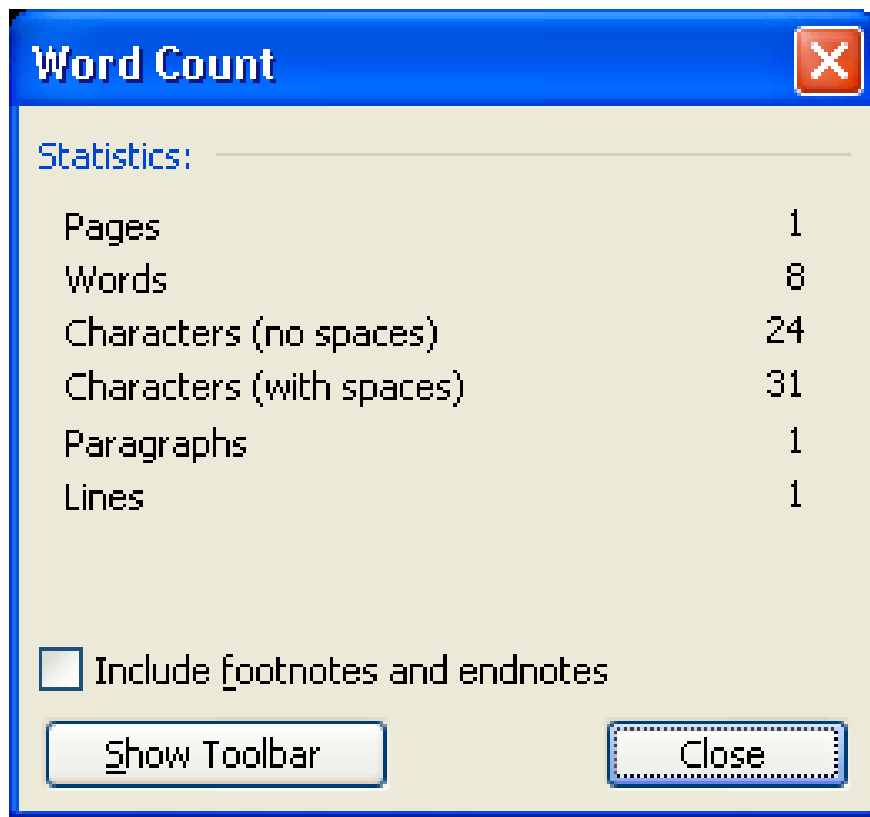 Word Count
Statistics:
Pages 1
Words 8
Characters (no spaces) 24
Characters (with spaces) 31
Paragraphs 1
Lines 1
Include footnotes and endnotes
Show Toolbar Close